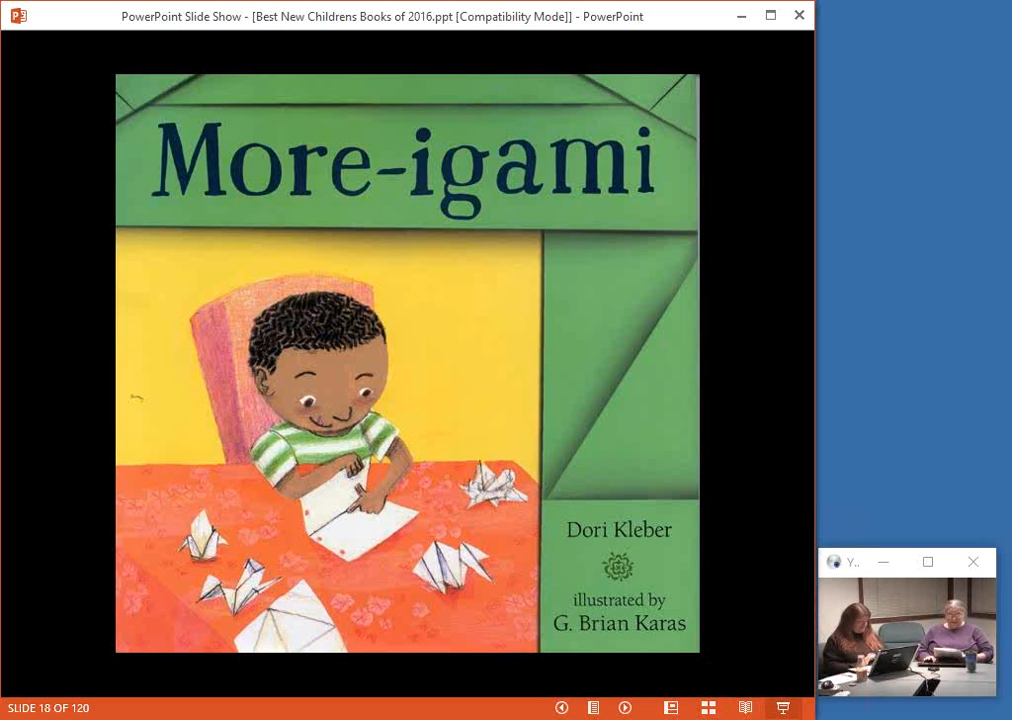 PowerPoint Slide Show - [Best New Childrens Books of 2016.ppt [Compatibility Mode]] - PowerPoint
More-igami
Dori Kleber
illustrated by
G. Brian Karas
Y..
SLIDE 18 OF 120